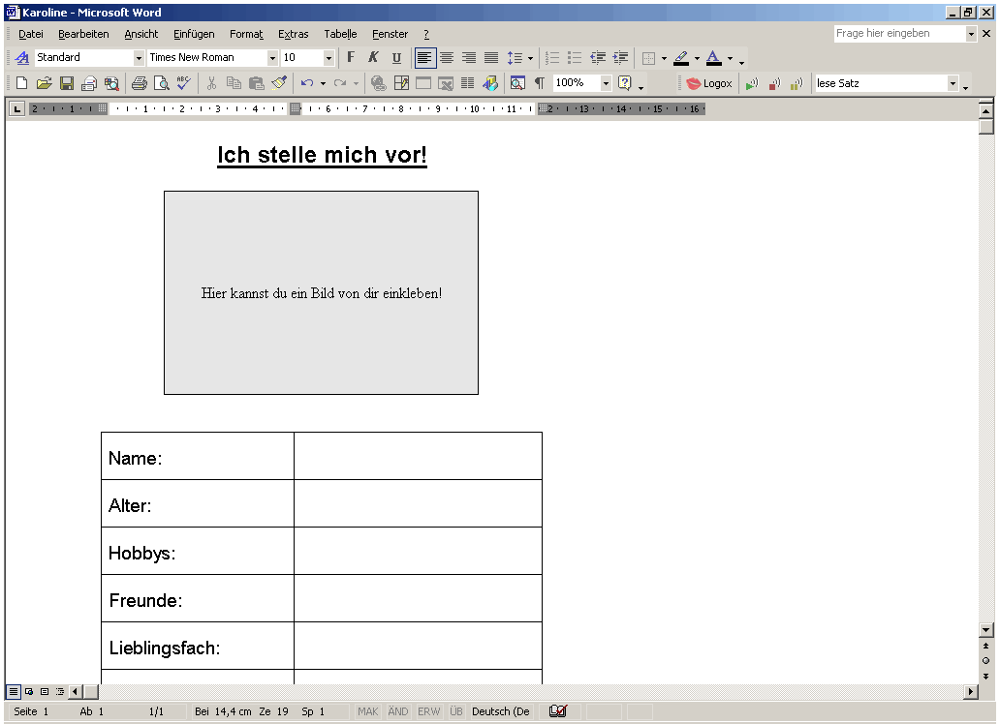 Karoline - Microsoft Word
Datei Bearbeiten Ansicht Einfügen Format Extras Tabelle Fenster ?
Frage hier eingeben
Standard Times New Roman 10 F K U
100% Logox lese Satz
2 1 1 2 3 4 6 7 8 9 10 11 12 13 14 15 16
Ich stelle mich vor!
Hier kannst du ein Bild von dir einkleben!
Name:
Alter:
Hobbys:
Freunde:
Lieblingsfach:
Seite 1 Ab 1 1/1 Bei 14,4 cm Ze 19 Sp 1 MAK ÄND ERW ÜB Deutsch (De